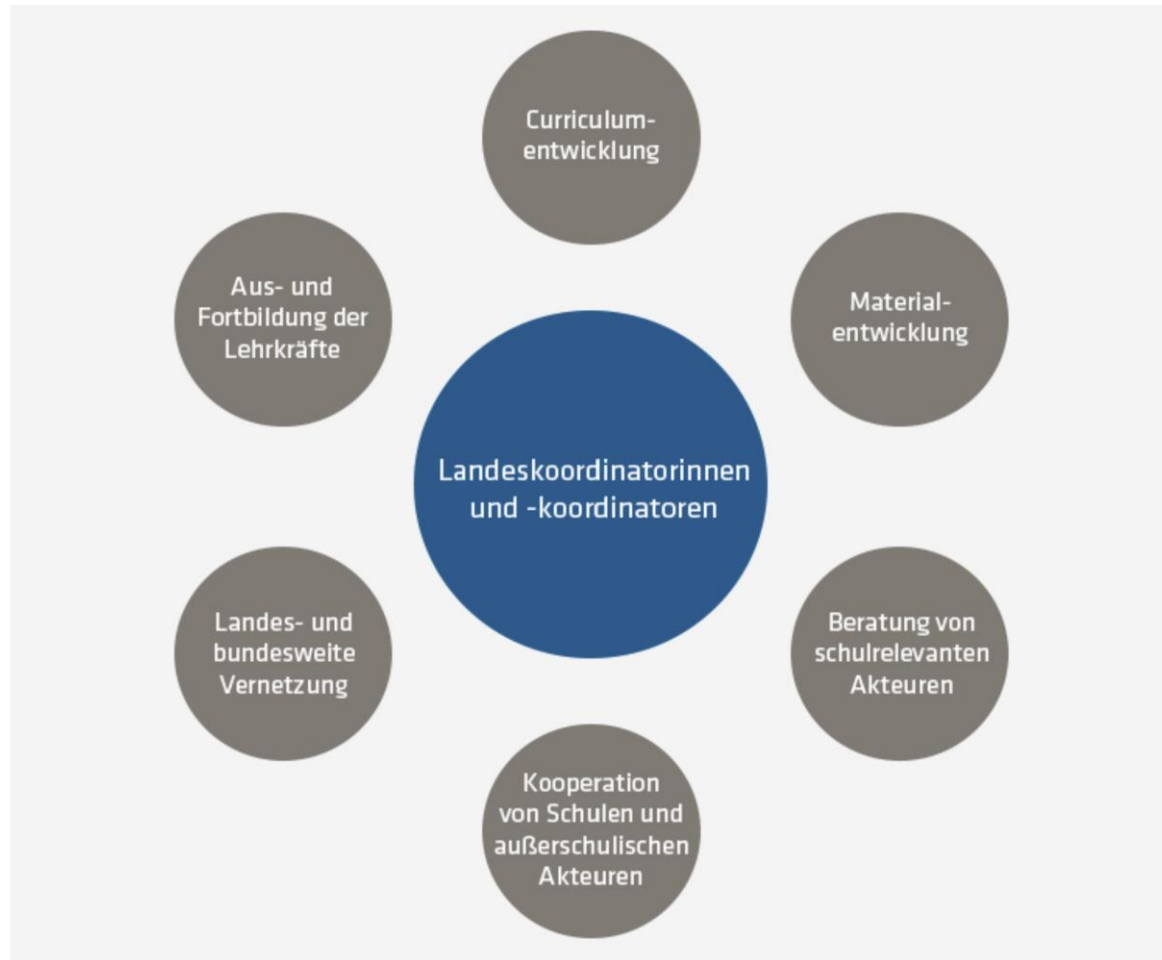 Curriculum-
entwicklung
Aus- und
Fortbildung der
Lehrkräfte
Material-
entwicklung
Landeskoordinatorinnen
und -koordinatoren
Landes- und
bundesweite
Vernetzung
Beratung von
schulrelevanten
Akteuren
Kooperation
von Schulen und
außerschulischen
Akteuren